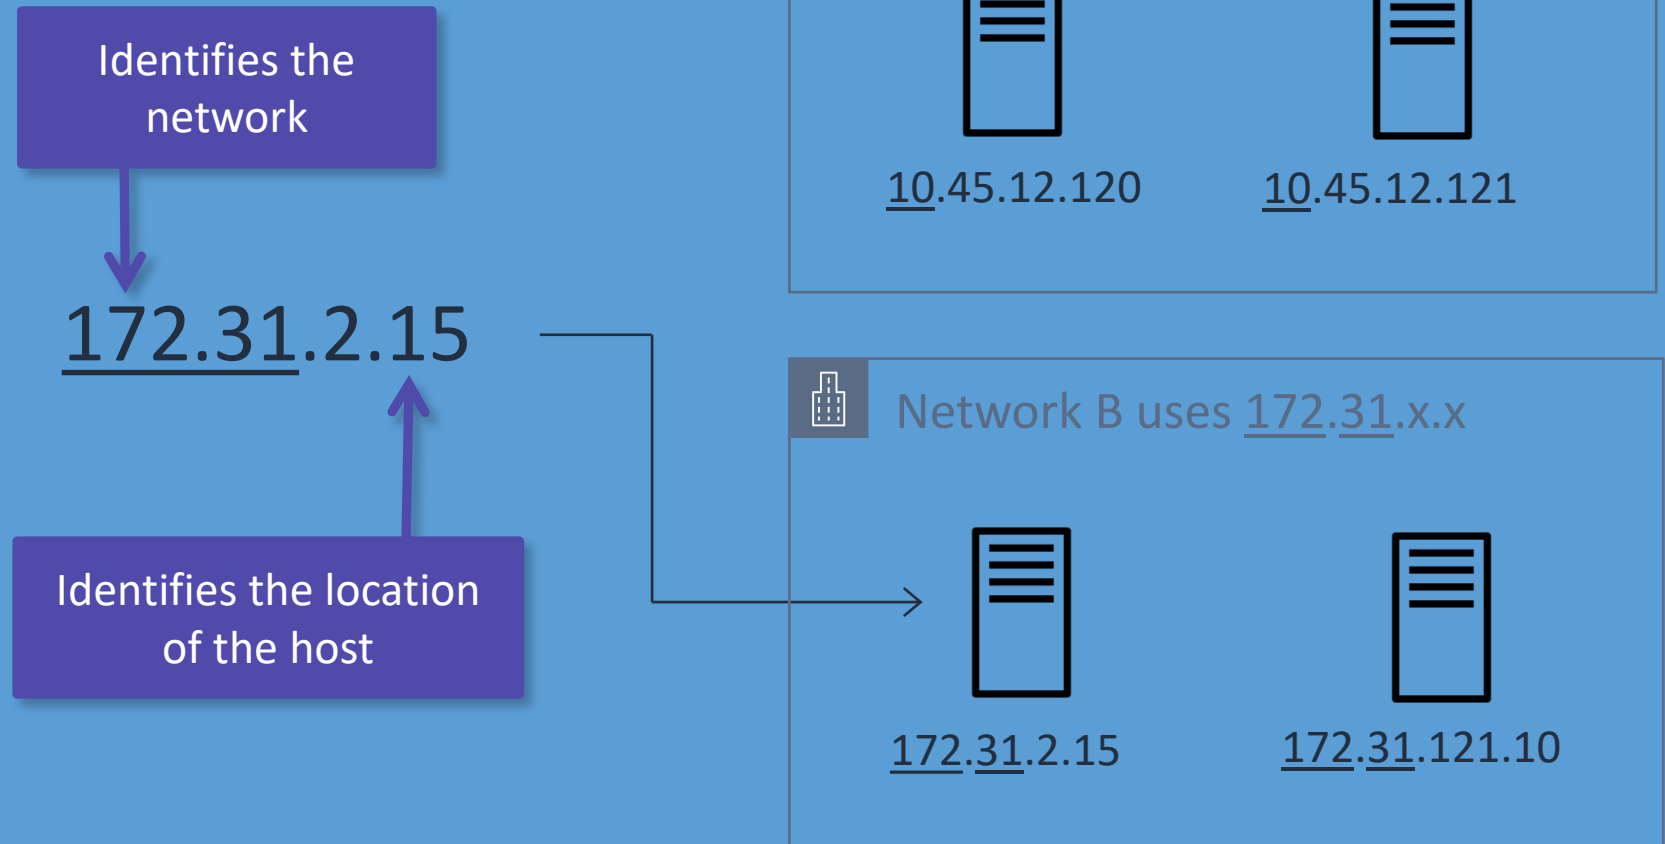 Identifies the
network
172.31.2.15
Identifies the location
of the host
10.45.12.120
10.45.12.121
Network B uses 172.31.x.x
172.31.2.15
172.31.121.10